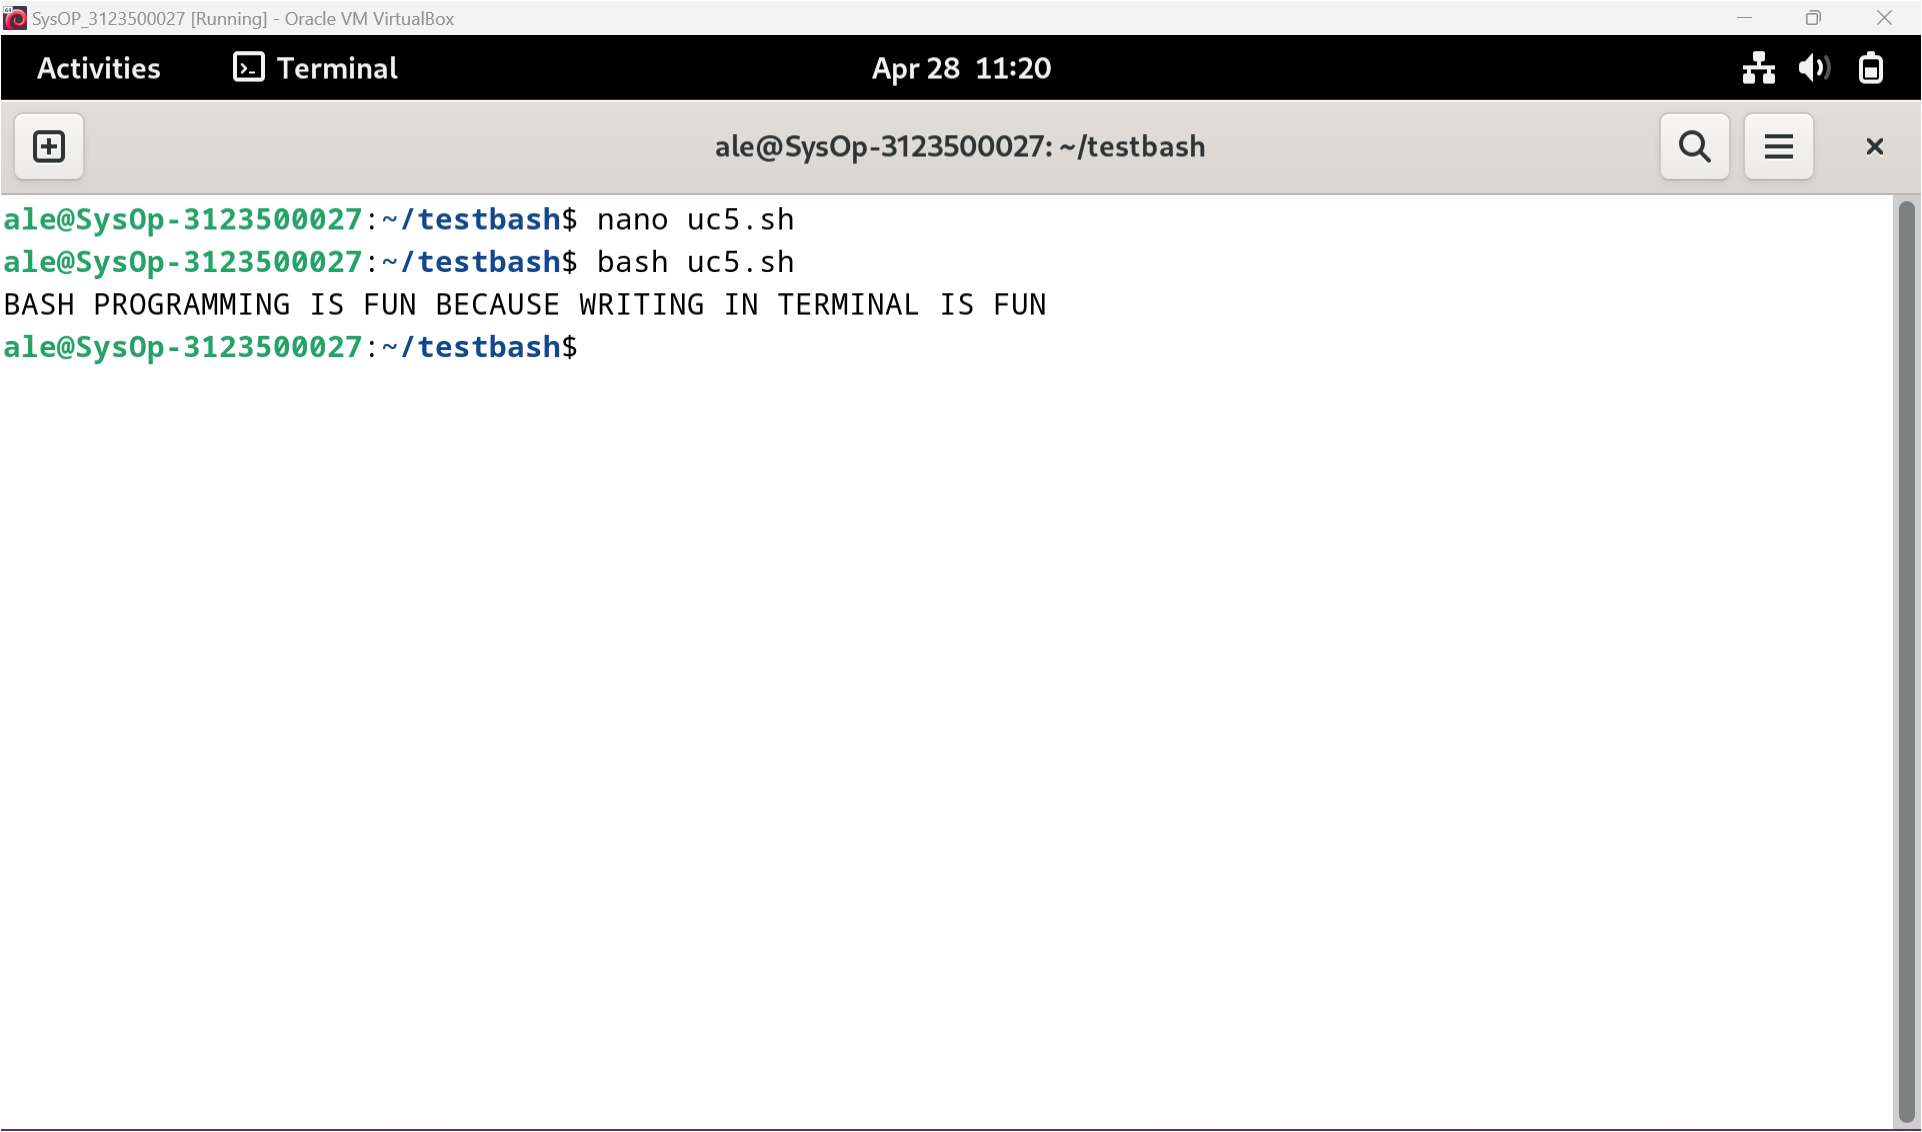 SysOP_3123500027 [Running] - Oracle VM VirtualBox
Activities Terminal Apr 28 11:20
ale@SysOp-3123500027: ~/testbash
ale@SysOp-3123500027:~/testbash$ nano uc5.sh
ale@SysOp-3123500027:~/testbash$ bash uc5.sh
BASH PROGRAMMING IS FUN BECAUSE WRITING IN TERMINAL IS FUN
ale@SysOp-3123500027:~/testbash$